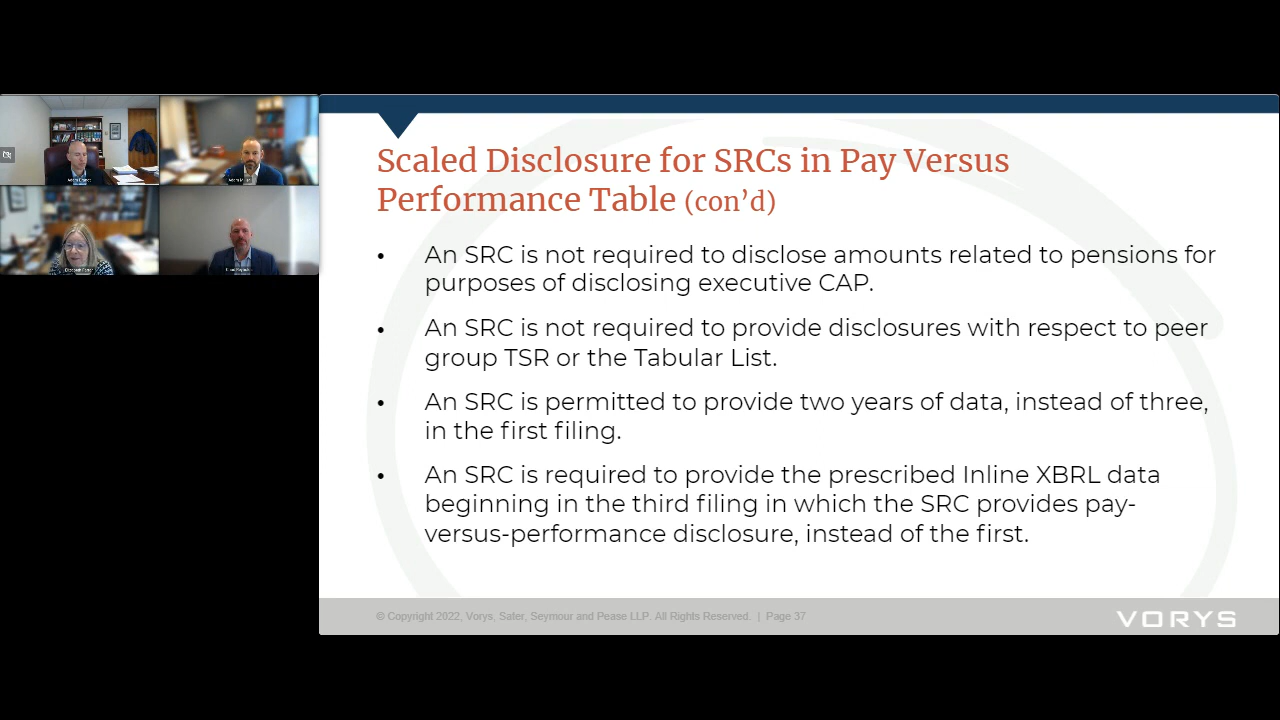 Scaled Disclosure for SRCs in Pay Versus
Performance Table (con’d)
• An SRC is not required to disclose amounts related to pensions for
purposes of disclosing executive CAP.
• An SRC is not required to provide disclosures with respect to peer
group TSR or the Tabular List.
• An SRC is permitted to provide two years of data, instead of three,
in the first filing.
• An SRC is required to provide the prescribed Inline XBRL data
beginning in the third filing in which the SRC provides pay-
versus-performance disclosure, instead of the first.
© Copyright 2022, Vorys, Sater, Seymour and Pease LLP. All Rights Reserved. | Page 37
VORYS